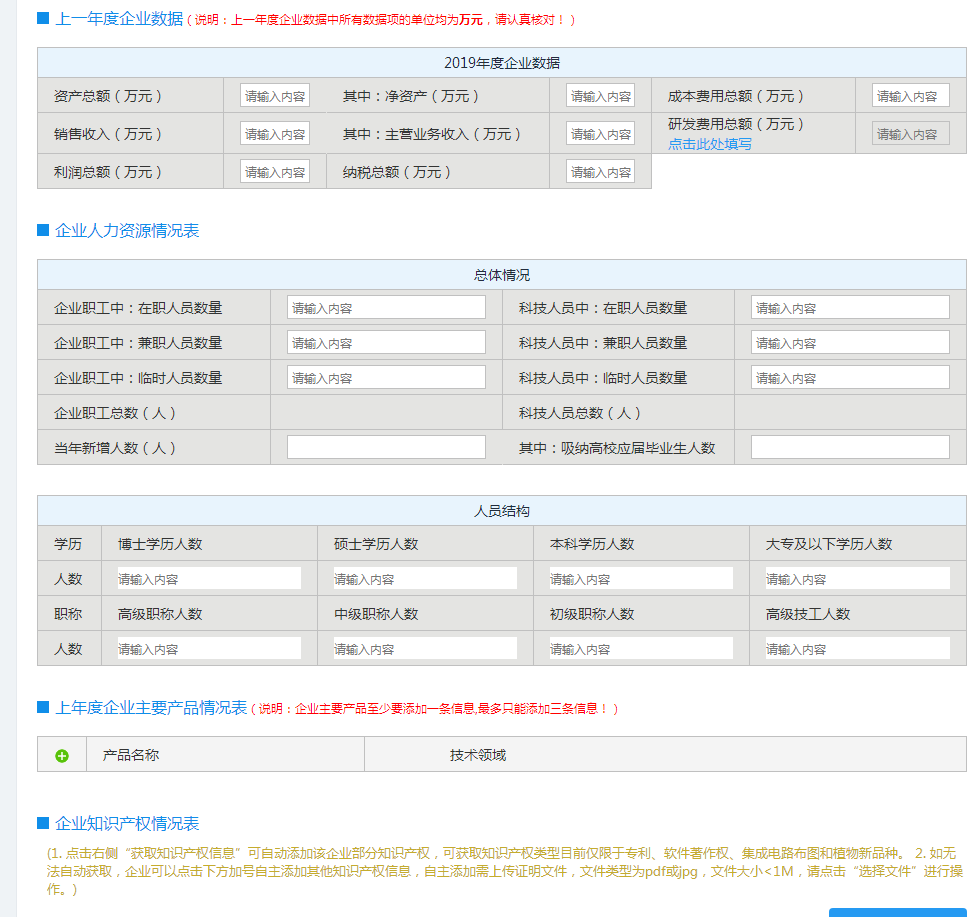 上一年度企业数据(说明：上一年度企业数据中所有数据项的单位均为万元，请认真核对！)
2019年度企业数据
资产总额（万元） 请输入内容 其中：净资产（万元） 请输入内容 成本费用总额（万元） 请输入内容
销售收入（万元） 请输入内容 其中：主营业务收入（万元） 请输入内容 研发费用总额（万元） 请输入内容
点击此处填写
利润总额（万元） 请输入内容 纳税总额（万元） 请输入内容
企业人力资源情况表
总体情况
企业职工中：在职人员数量 请输入内容 科技人员中：在职人员数量 请输入内容
企业职工中：兼职人员数量 请输入内容 科技人员中：兼职人员数量 请输入内容
企业职工中：临时人员数量 请输入内容 科技人员中：临时人员数量 请输入内容
企业职工总数（人） 科技人员总数（人）
当年新增人数（人） 其中：吸纳高校应届毕业生人数
人员结构
学历 博士学历人数 硕士学历人数 本科学历人数 大专及以下学历人数
人数 请输入内容 请输入内容 请输入内容 请输入内容
职称 高级职称人数 中级职称人数 初级职称人数 高级技工人数
人数 请输入内容 请输入内容 请输入内容 请输入内容
上年度企业主要产品情况表(说明：企业主要产品至少要添加一条信息,最多只能添加三条信息！)
产品名称 技术领域
企业知识产权情况表
(1. 点击右侧“获取知识产权信息”可自动添加该企业部分知识产权，可获取知识产权类型目前仅限于专利、软件著作权、集成电路布图和植物新品种。 2. 如无
法自动获取，企业可以点击下方加号自主添加其他知识产权信息，自主添加需上传证明文件，文件类型为pdf或jpg，文件大小<1M，请点击“选择文件”进行操
作。)